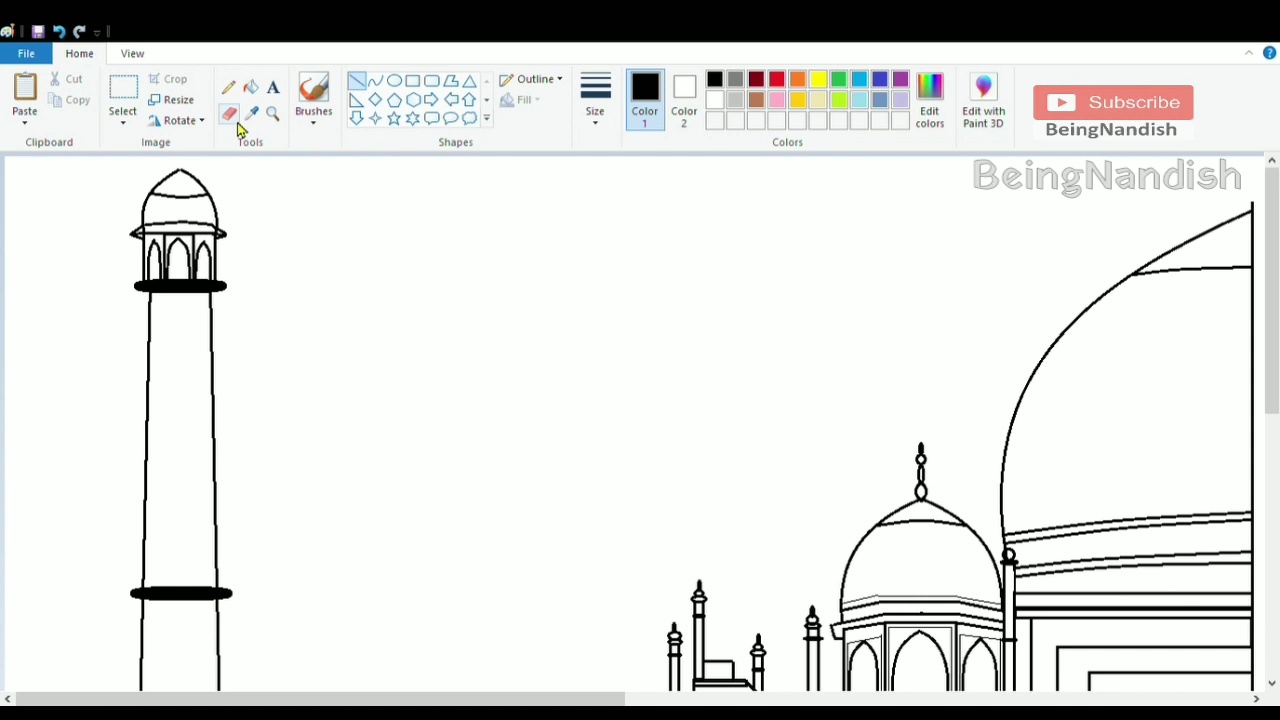 File Home View
Paste
Cut
Copy
Clipboard
Select
Crop
Resize
Rotate
Image
A
Tools
Brushes
Outline
Fill
Shapes
Size
Color 1
Color 2
Edit colors
Colors
Edit with Paint 3D
Subscribe
BeingNandish
BeingNandish